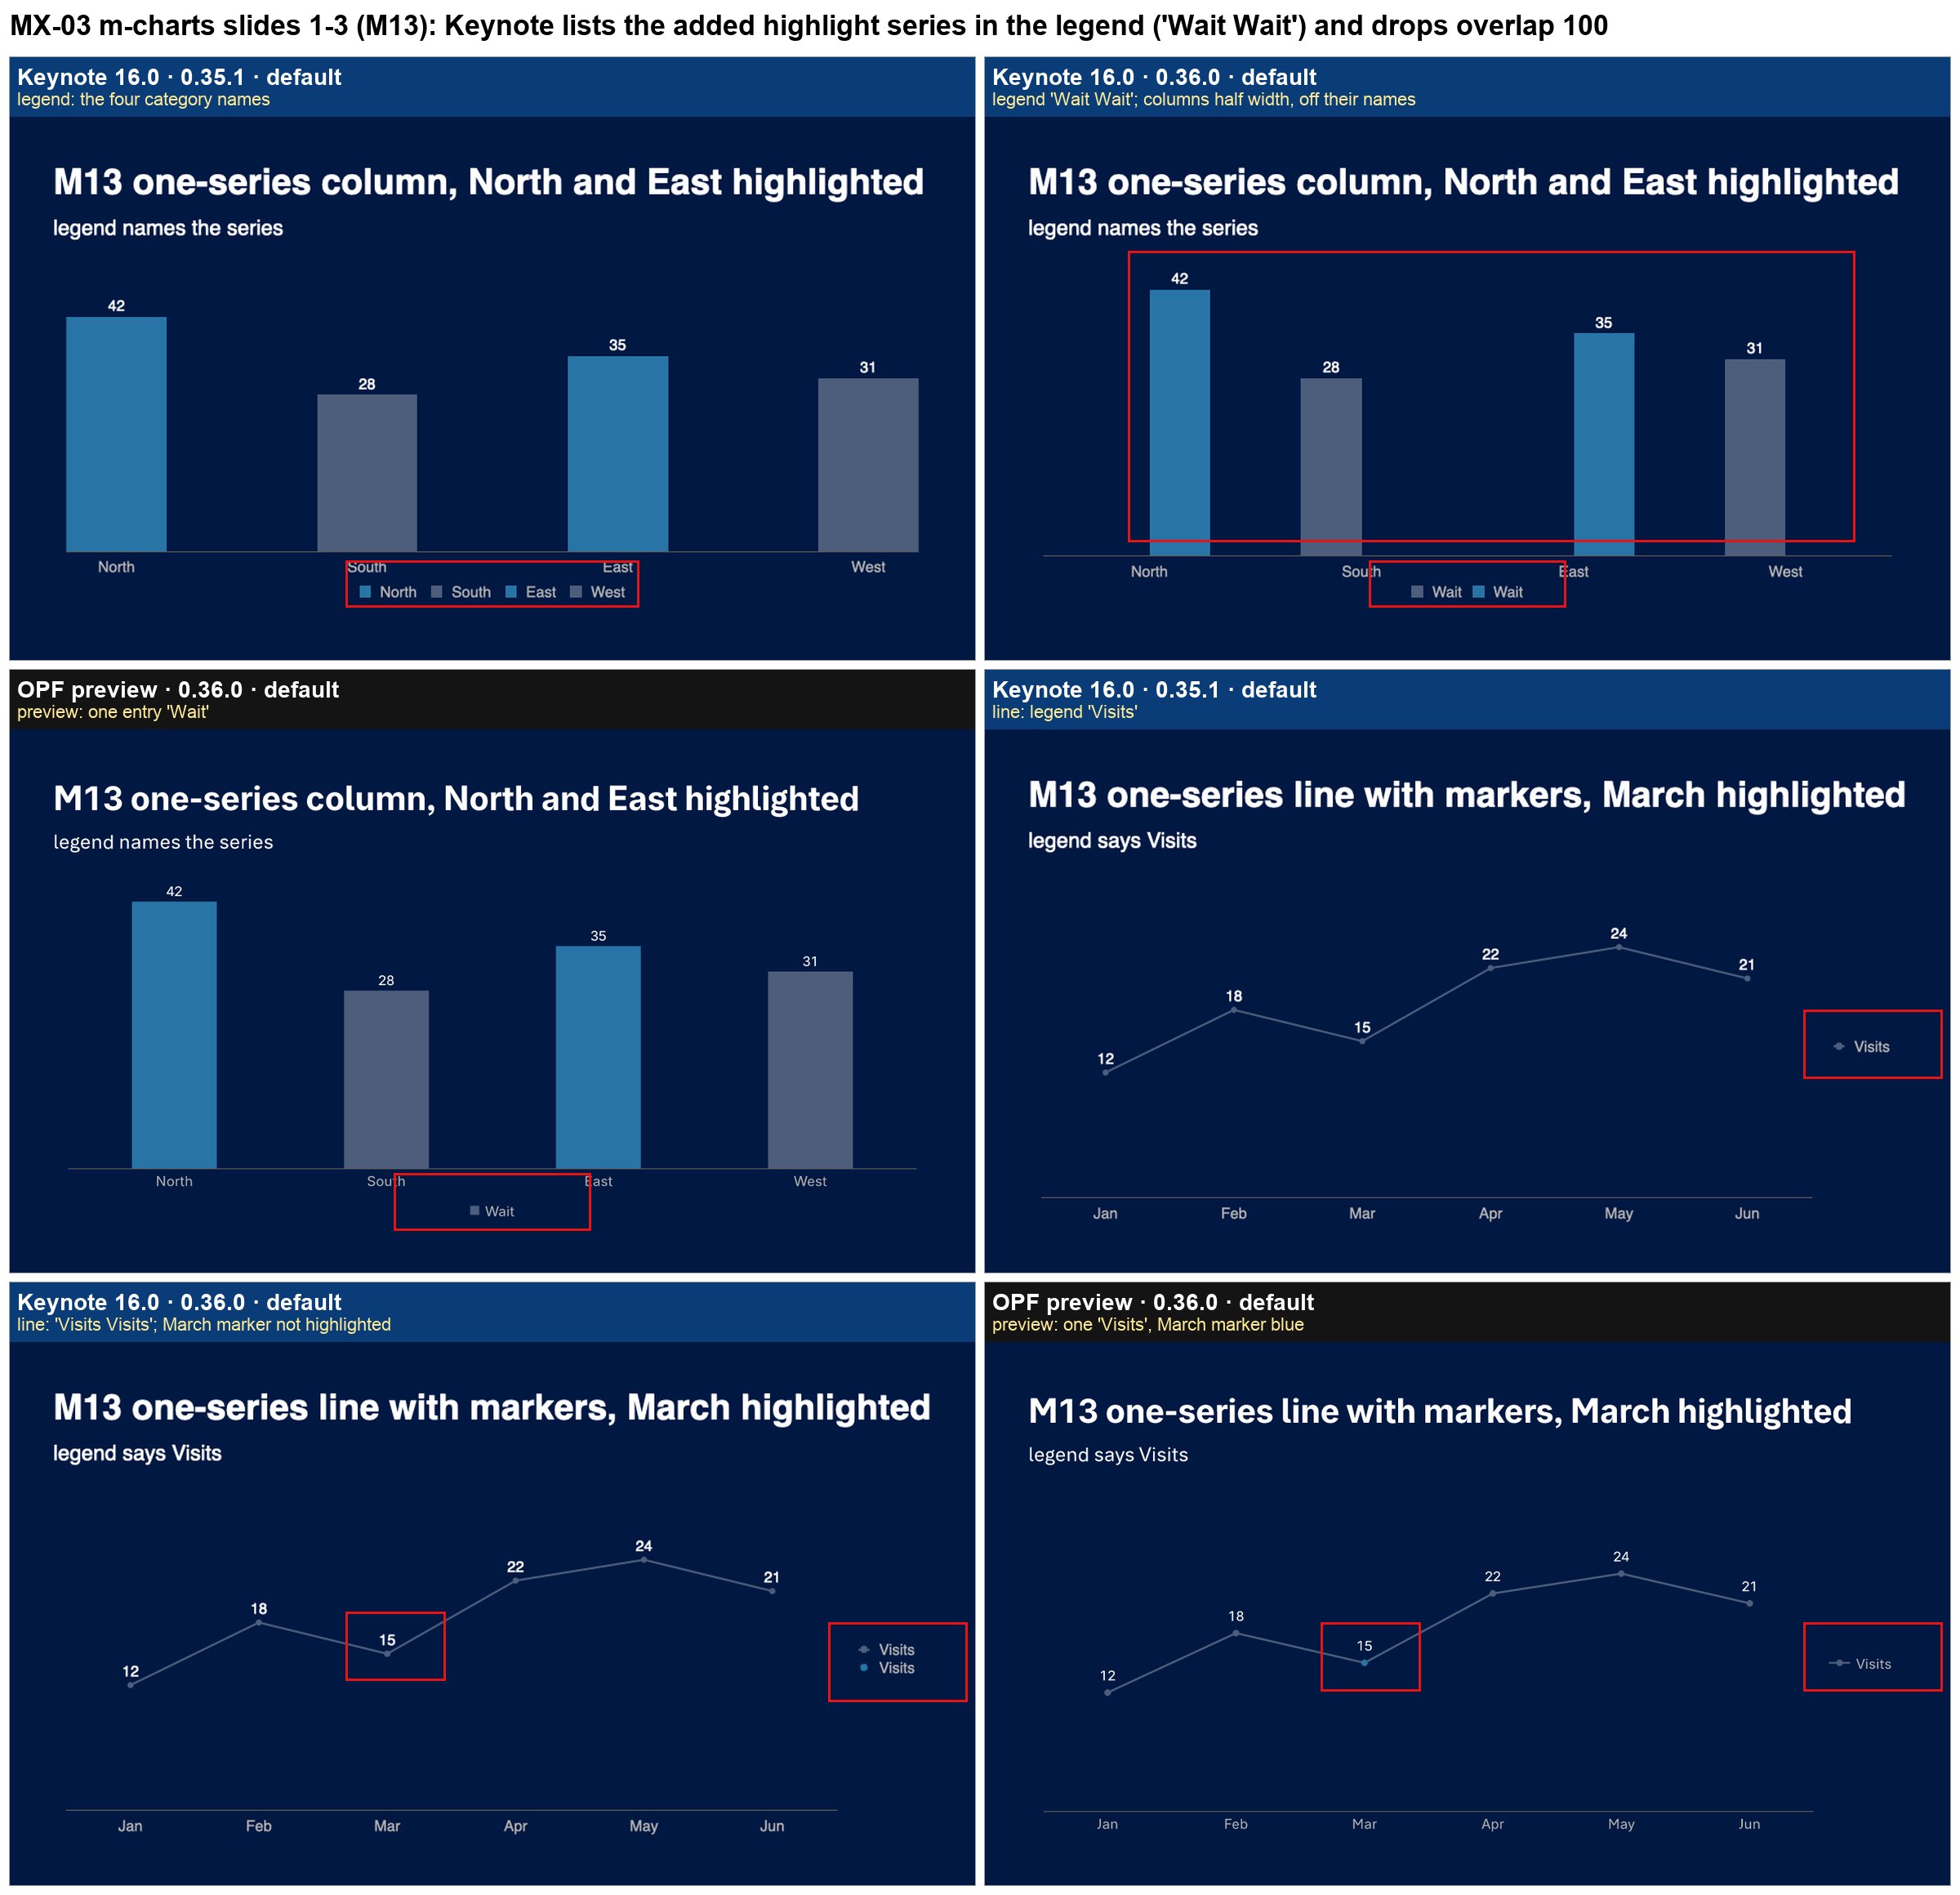 MX-03 m-charts slides 1-3 (M13): Keynote lists the added highlight series in the legend ('Wait Wait') and drops overlap 100
Keynote 16.0 · 0.35.1 · default
legend: the four category names
M13 one-series column, North and East highlighted
legend names the series
42
28
35
31
North South East West
North South East West
Keynote 16.0 · 0.36.0 · default
legend 'Wait Wait'; columns half width, off their names
M13 one-series column, North and East highlighted
legend names the series
42
28
35
31
North South East West
Wait Wait
OPF preview · 0.36.0 · default
preview: one entry 'Wait'
M13 one-series column, North and East highlighted
legend names the series
42
28
35
31
North South East West
Wait
Keynote 16.0 · 0.35.1 · default
line: legend 'Visits'
M13 one-series line with markers, March highlighted
legend says Visits
12
18
15
22
24
21
Visits
Jan Feb Mar Apr May Jun
Keynote 16.0 · 0.36.0 · default
line: 'Visits Visits'; March marker not highlighted
M13 one-series line with markers, March highlighted
legend says Visits
12
18
15
22
24
21
Visits
Visits
Jan Feb Mar Apr May Jun
OPF preview · 0.36.0 · default
preview: one 'Visits', March marker blue
M13 one-series line with markers, March highlighted
legend says Visits
12
18
15
22
24
21
Visits
Jan Feb Mar Apr May Jun